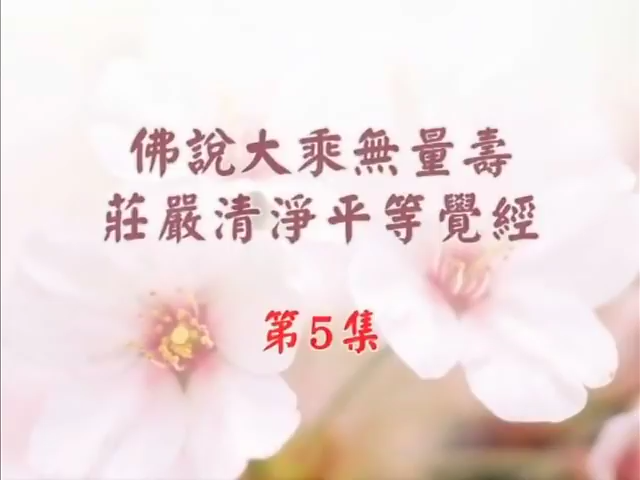 佛說大乘無量壽
莊嚴清淨平等覺經
第5集